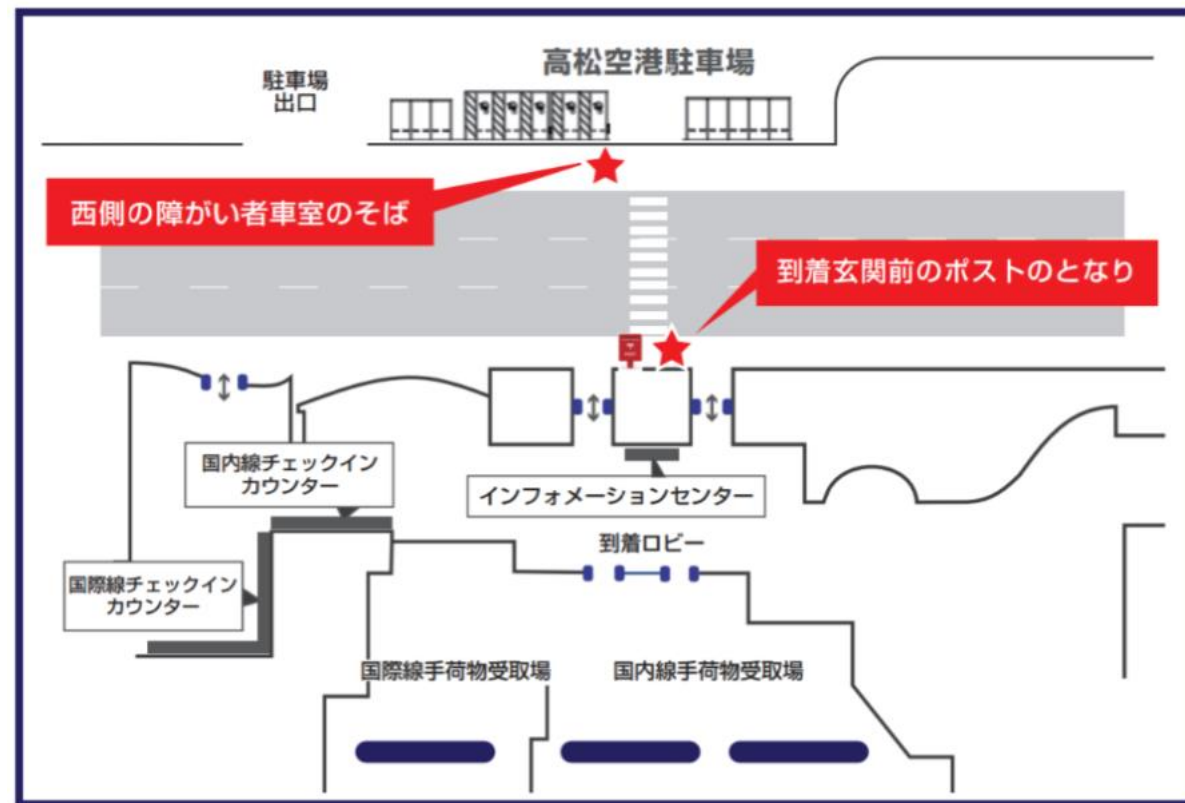 高松空港駐車場
駐車場
出口
西側の障がい者車室のそば
到着玄関前のポストのとなり
国内線チェックイン
カウンター
インフォメーションセンター
到着ロビー
国際線チェックイン
カウンター
国際線手荷物受取場
国内線手荷物受取場